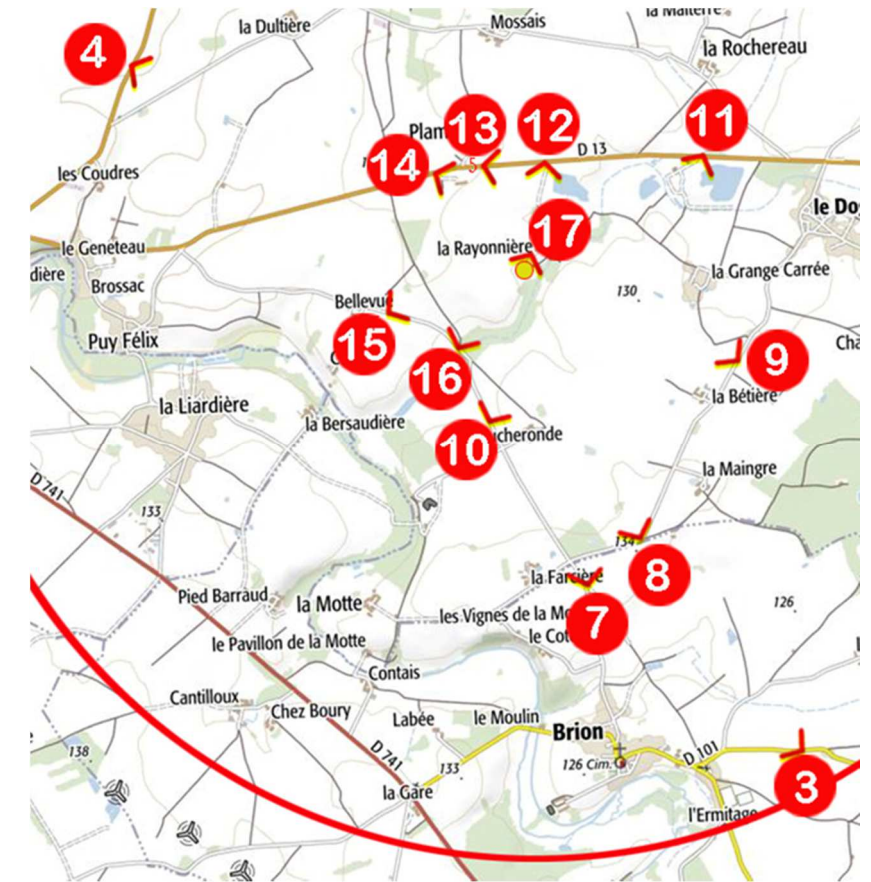 la Dultière
Mossais
4
la Rochereau
11
12
13
D 13
14
5
les Coudres
le Geneteau
17
la Rayonnière
la Grange Carrée
Brossac
130
Bellevue
Puy Félix
15
9
16
la Bétière
la Liardière
la Bersaudière
10
la Maingre
D 741
133
134
8
la Farcière
7
126
Pied Barraud
la Motte
les Vignes de la
le Pavillon de la Motte
Contais
Cantilloux
Chez Boury
Labée
le Moulin
Brion
D 101
138
D 741
133
126 Cim.
3
la Gare
l'Ermitage